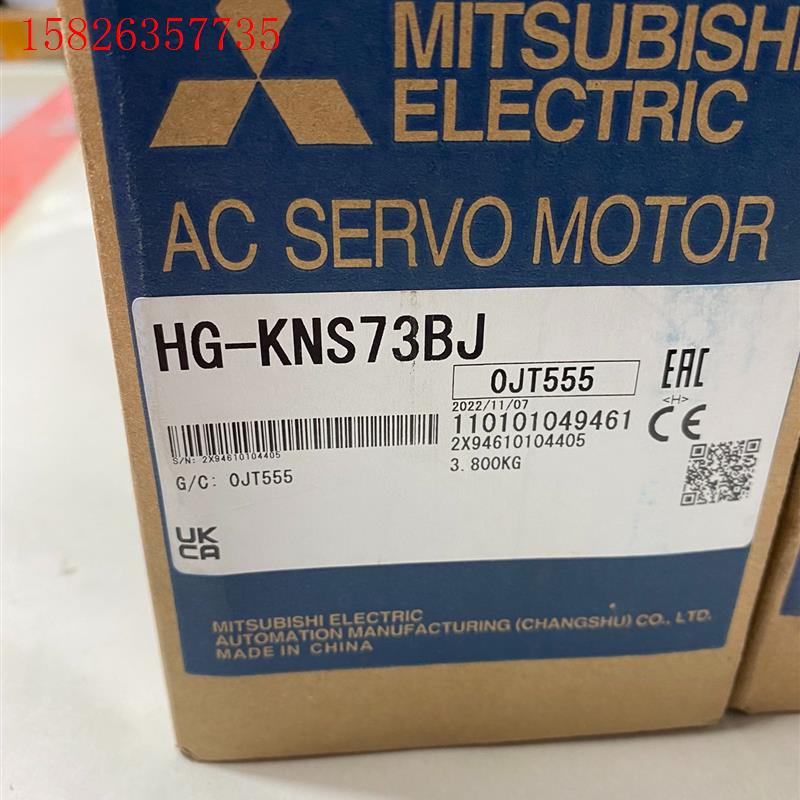 15826357735
MITSUBISHI
ELECTRIC
AC SERVO MOTOR
HG-KNS73BJ
0JT555
EAC
2022/11/07
<H>
110101049461
CE
2X94610104405
S/N: 2X94610104405
3.800KG
G/C: 0JT555
UK
CA
MITSUBISHI ELECTRIC
AUTOMATION MANUFACTURING (CHANGSHU) CO., LTD.
MADE IN CHINA